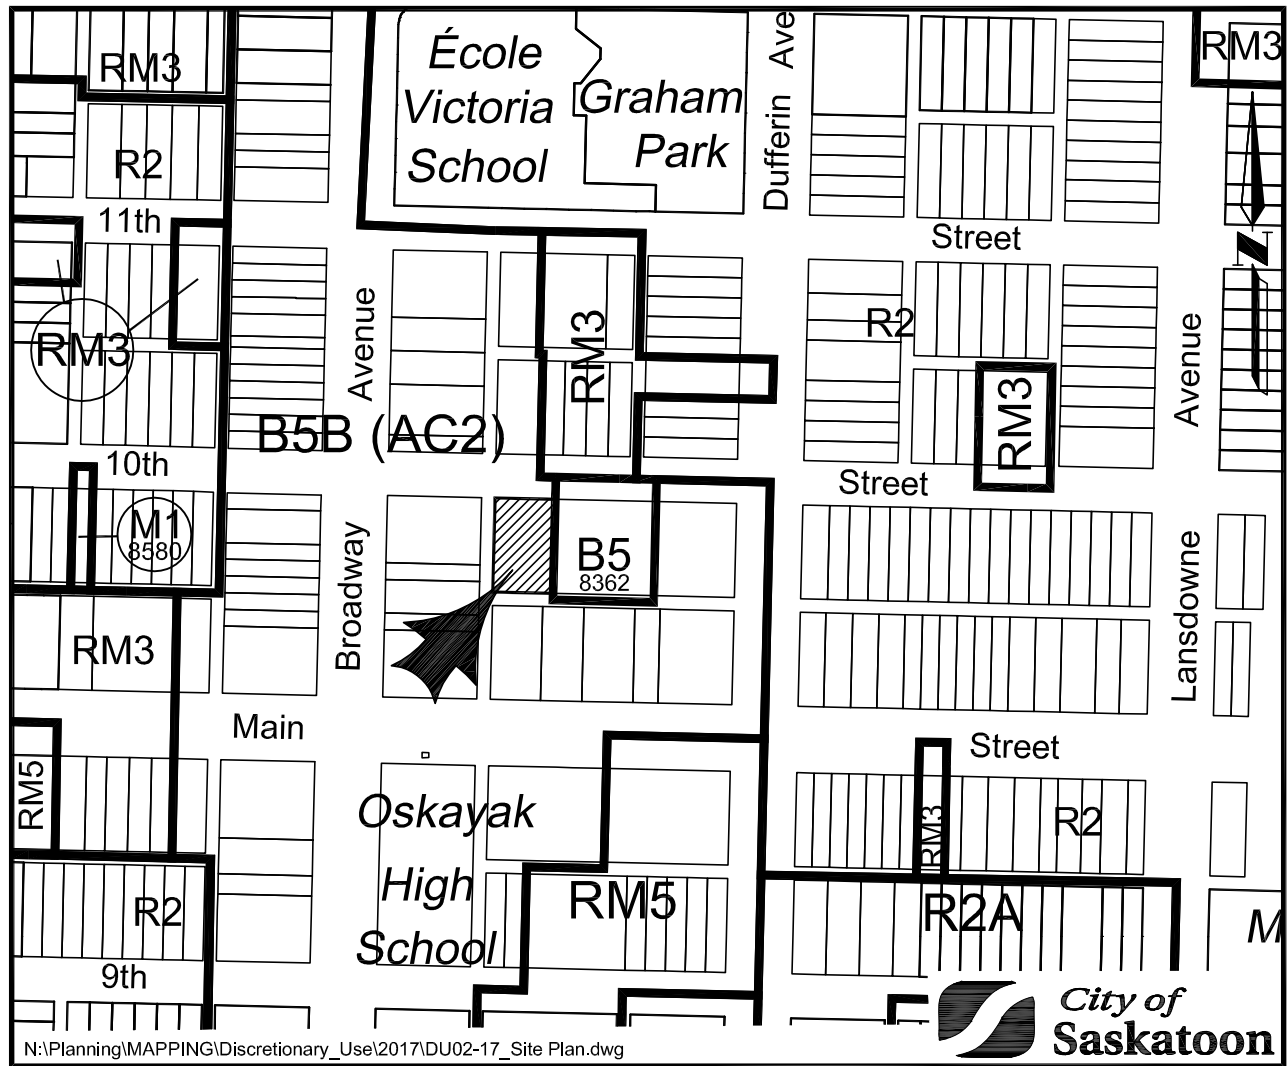 École
Victoria
School
Graham
Park
Dufferin Ave
RM3
RM3
R2
11th
Street
N
RM3
Avenue
RM3
R2
RM3
Avenue
B5B (AC2)
10th
Street
M1
8580
Broadway
B5
8362
Lansdowne
RM3
Main
Street
RM5
Oskayak
High
School
RM3
R2
RM5
R2A
R2
M
9th
City of
Saskatoon
N:\Planning\MAPPING\Discretionary_Use\2017\DU02-17_Site Plan.dwg